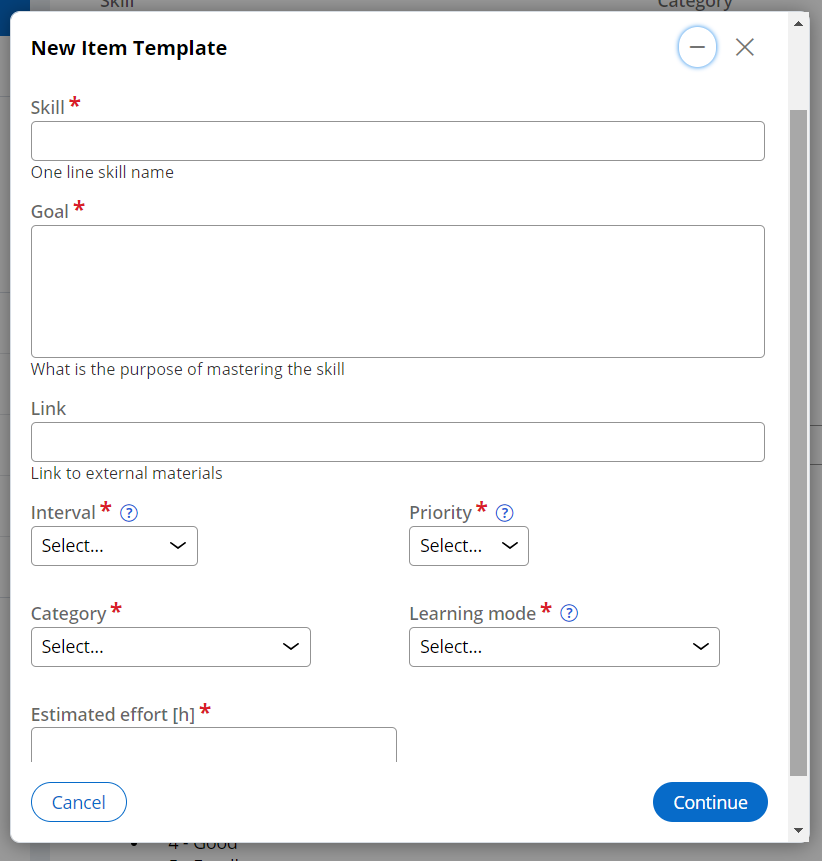 Skill Category
New Item Template
Skill *
One line skill name
Goal *
What is the purpose of mastering the skill
Link
Link to external materials
Interval * ? Priority * ?
Select... Select...
Category * Learning mode * ?
Select... Select...
Estimated effort [h] *
Cancel Continue
4 - Good